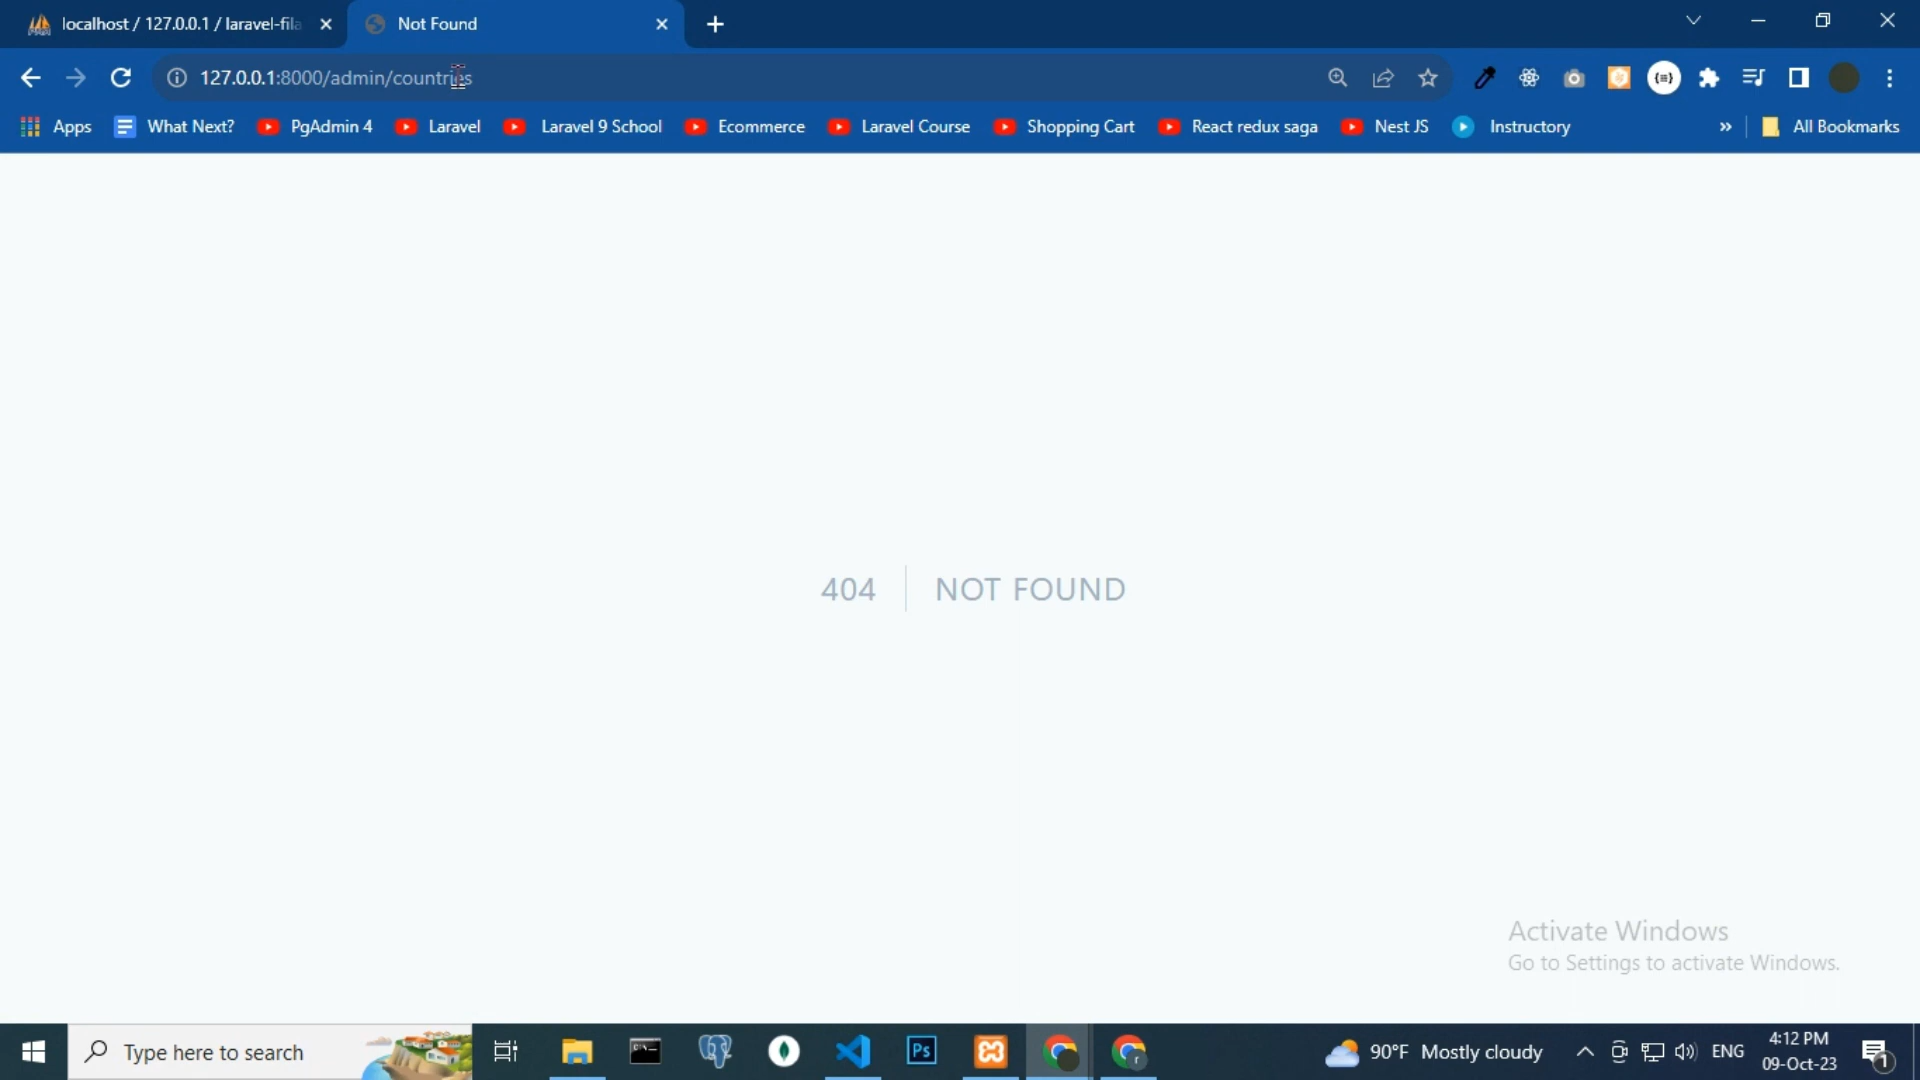 localhost / 127.0.0.1 / laravel-fila
Not Found
127.0.0.1:8000/admin/countries
Apps
What Next?
PgAdmin 4
Laravel
Laravel 9 School
Ecommerce
Laravel Course
Shopping Cart
React redux saga
Nest JS
Instructory
»
All Bookmarks
404
NOT FOUND
Activate Windows
Go to Settings to activate Windows.
Type here to search
Ps
r
90°F Mostly cloudy
ENG
4:12 PM
09-Oct-23
1